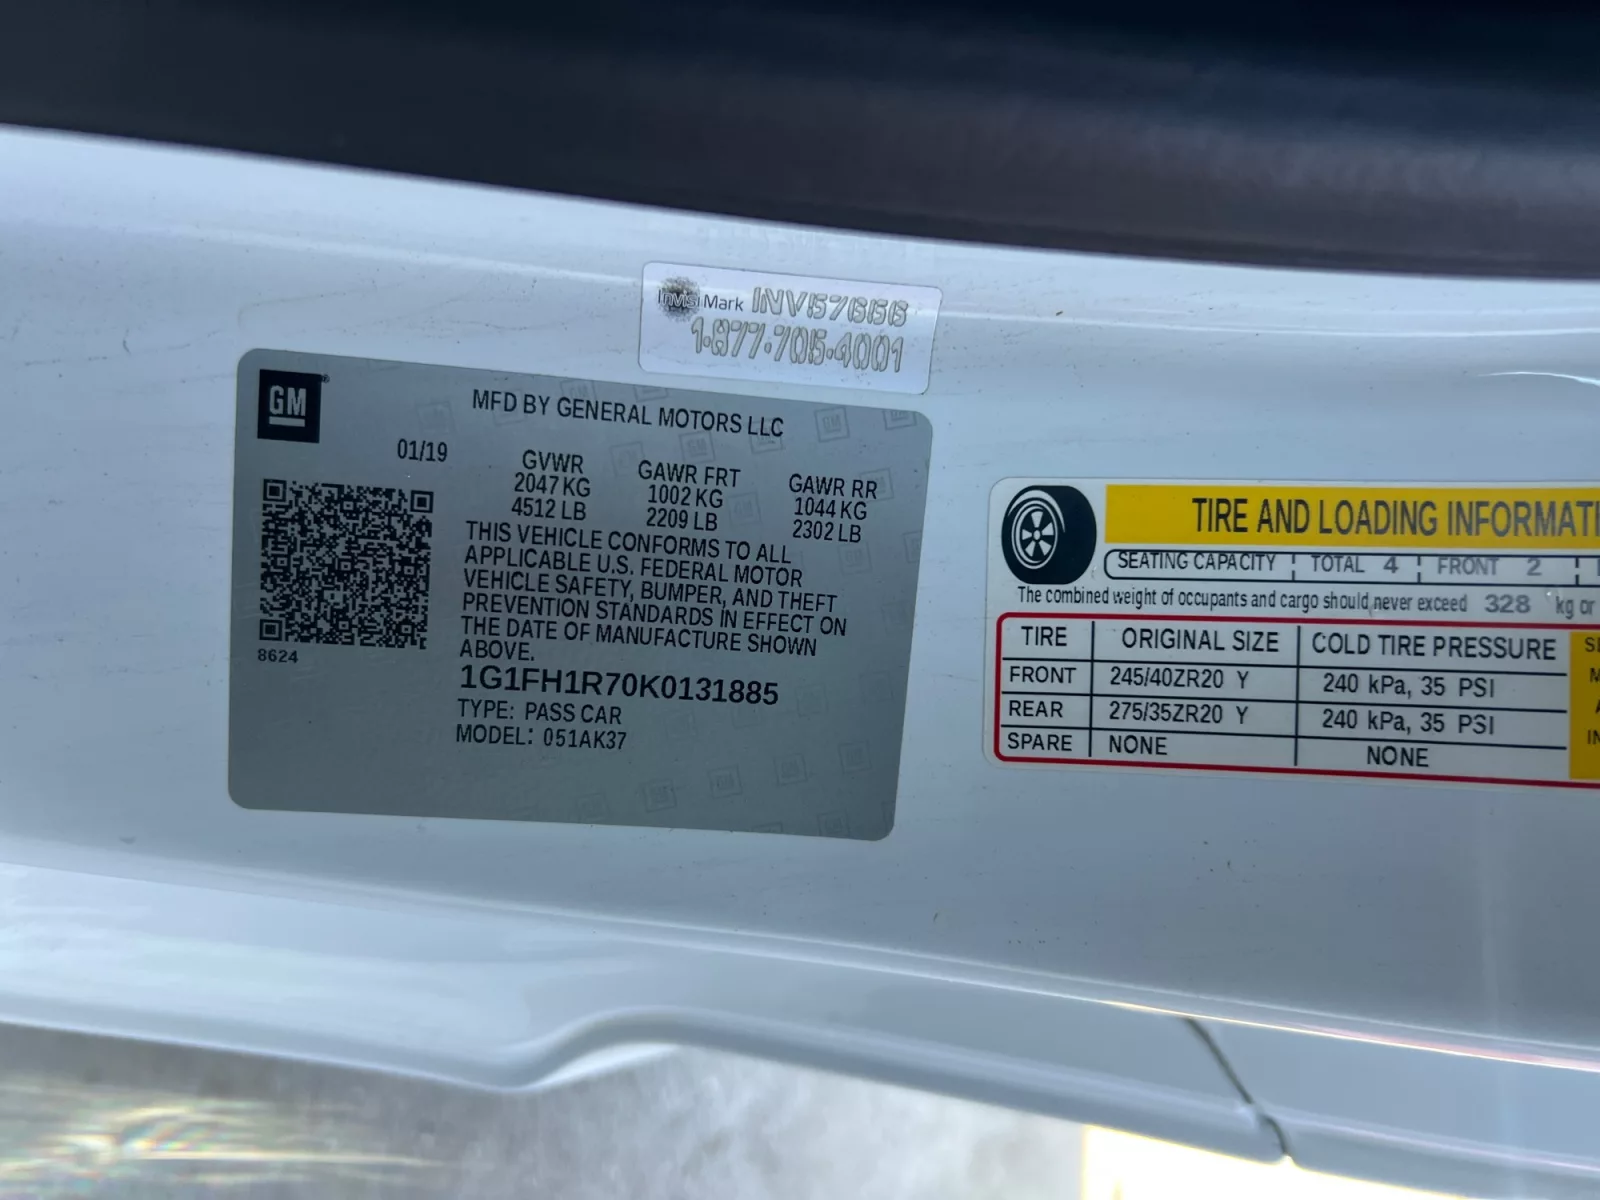 InvisiMark INV57656
1-877-705-4001
GM
MFD BY GENERAL MOTORS LLC
01/19
GVWR GAWR FRT GAWR RR
2047 KG 1002 KG 1044 KG
4512 LB 2209 LB 2302 LB
THIS VEHICLE CONFORMS TO ALL
APPLICABLE U.S. FEDERAL MOTOR
VEHICLE SAFETY, BUMPER, AND THEFT
PREVENTION STANDARDS IN EFFECT ON
THE DATE OF MANUFACTURE SHOWN
ABOVE.
8624
1G1FH1R70K0131885
TYPE: PASS CAR
MODEL: 051AK37
TIRE AND LOADING INFORMATI
SEATING CAPACITY TOTAL 4 FRONT 2
The combined weight of occupants and cargo should never exceed 328 kg or
TIRE ORIGINAL SIZE COLD TIRE PRESSURE
FRONT 245/40ZR20 Y 240 kPa, 35 PSI
REAR 275/35ZR20 Y 240 kPa, 35 PSI
SPARE NONE NONE